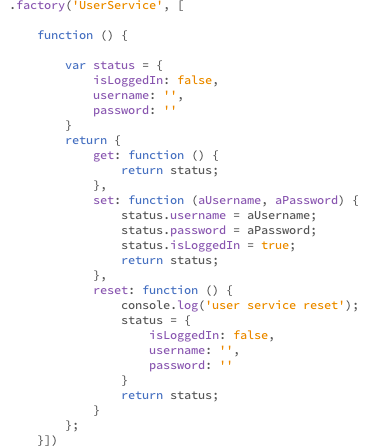 .factory('UserService', [
function () {
var status = {
isLoggedIn: false,
username: '',
password: ''
}
return {
get: function () {
return status;
},
set: function (aUsername, aPassword) {
status.username = aUsername;
status.password = aPassword;
status.isLoggedIn = true;
return status;
},
reset: function () {
console.log('user service reset');
status = {
isLoggedIn: false,
username: '',
password: ''
}
return status;
}
};
}])